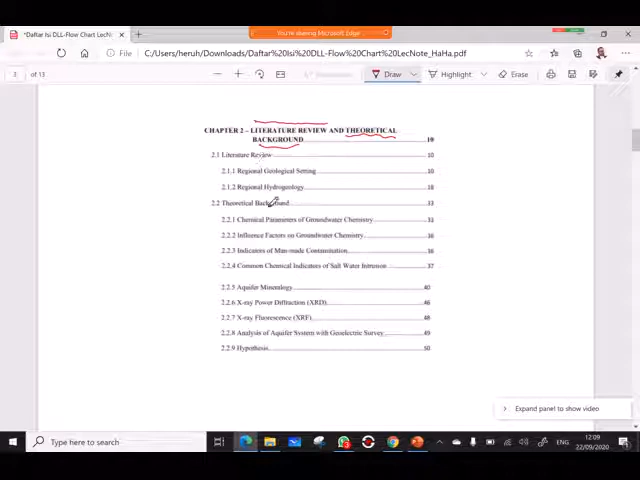 You're sharing Microsoft Edge
*Daftar Isi DLL-Flow Chart LecNote
File
C:/Users/heruh/Downloads/Daftar%20Isi%20DLL-Flow%20Chart%20LecNote_HaHa.pdf
3 of 13
Draw
Highlight
Erase
CHAPTER 2 – LITERATURE REVIEW AND THEORETICAL
BACKGROUND 10
2.1 Literature Review 10
2.1.1 Regional Geological Setting 10
2.1.2 Regional Hydrogeology 18
2.2 Theoretical Background 33
2.2.1 Chemical Parameters of Groundwater Chemistry
2.2.2 Influence Factors on Groundwater Chemistry 36
2.2.3 Indicators of Man-made Contamination 36
2.2.4 Common Chemical Indicators of Salt Water Intrusion 37
2.2.5 Aquifer Mineralogy 40
2.2.6 X-ray Power Diffraction (XRD) 46
2.2.7 X-ray Fluorescence (XRF) 48
2.2.8 Analysis of Aquifer System with Geoelectric Survey 49
2.2.9 Hypothesis 50
Expand panel to show video
Type here to search
ENG
12:09
22/09/2020